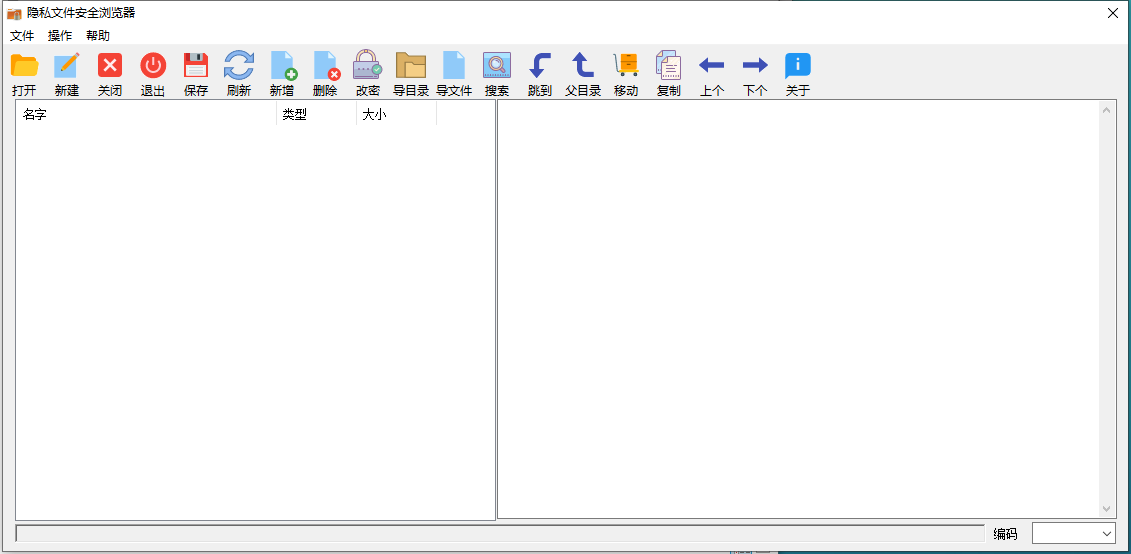 隐私文件安全浏览器
文件 操作 帮助
打开 新建 关闭 退出 保存 刷新 新增 删除 改密 导目录 导文件 搜索 跳到 父目录 移动 复制 上个 下个 关于
名字 类型 大小
编码